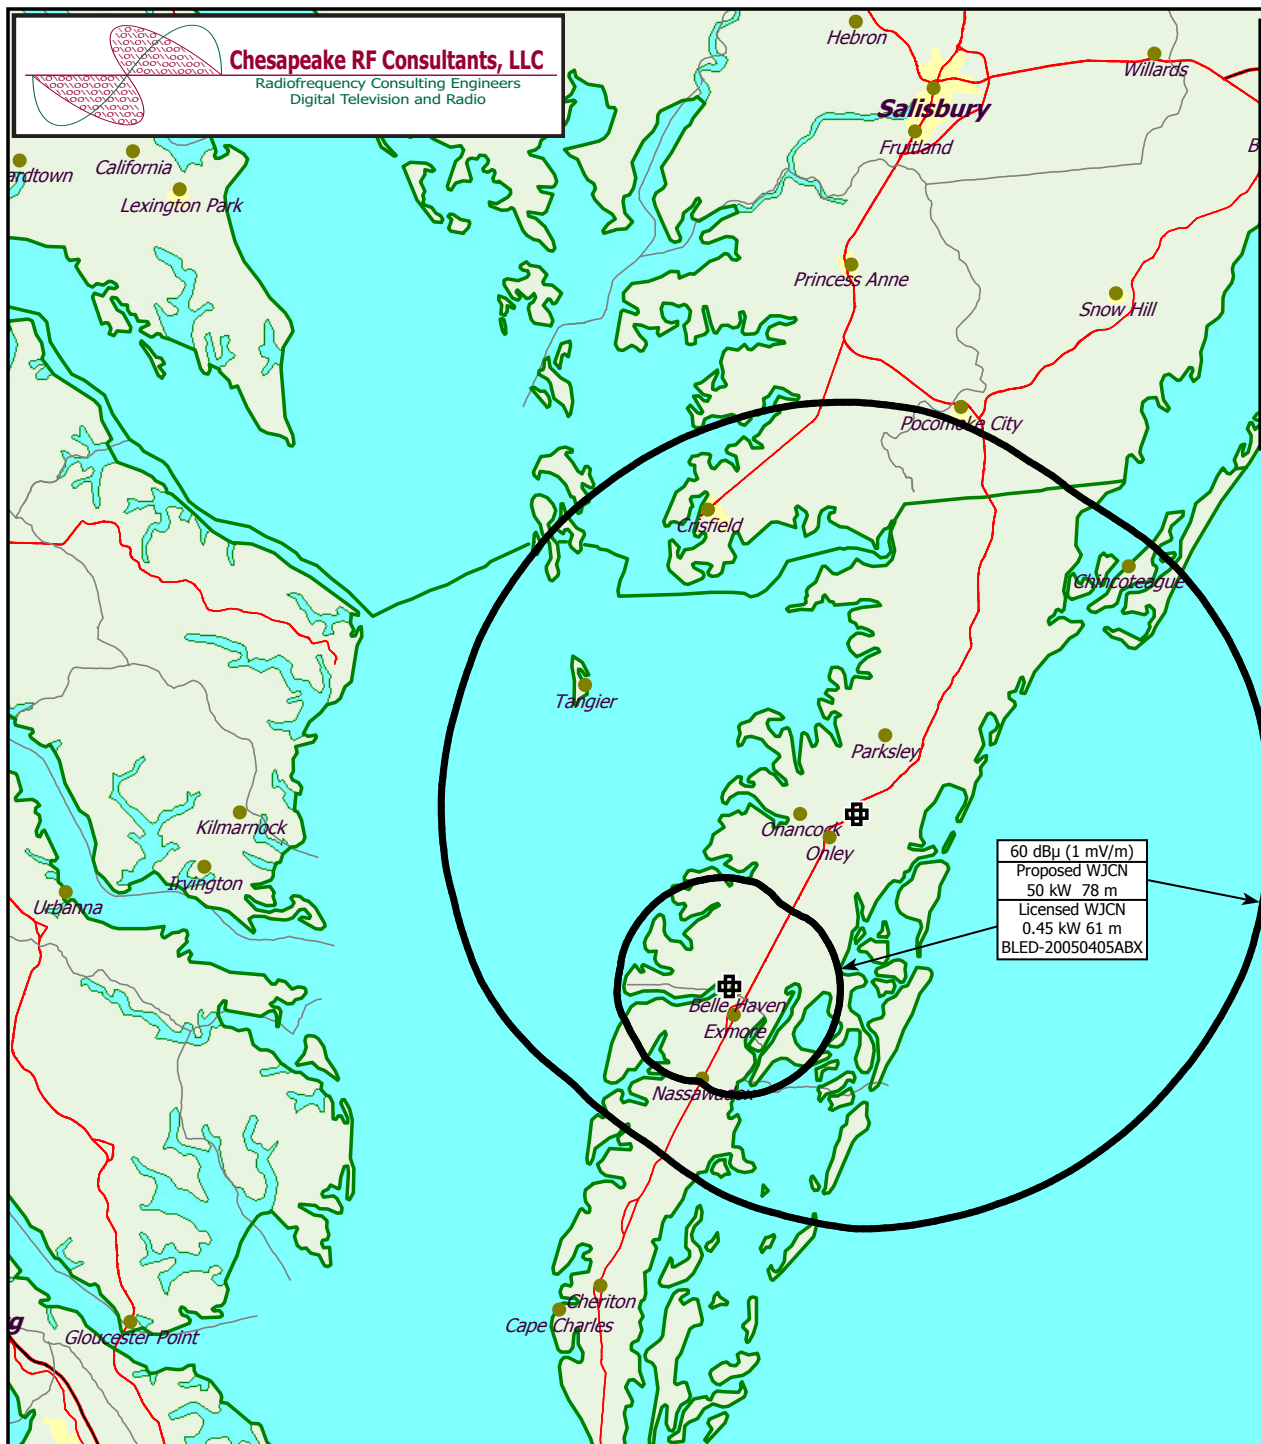 Chesapeake RF Consultants, LLC
Radiofrequency Consulting Engineers
Digital Television and Radio
Hebron
Willards
Salisbury
Fruitland
B
ardtown
California
Lexington Park
Princess Anne
Snow Hill
Pocomoke City
Crisfield
Chincoteague
Tangier
Parksley
Onancock
Onley
Kilmarnock
Irvington
Urbanna
60 dBµ (1 mV/m)
Proposed WJCN
50 kW 78 m
Licensed WJCN
0.45 kW 61 m
BLED-20050405ABX
Belle Haven
Exmore
Nassawadox
Cheriton
Cape Charles
g
Gloucester Point